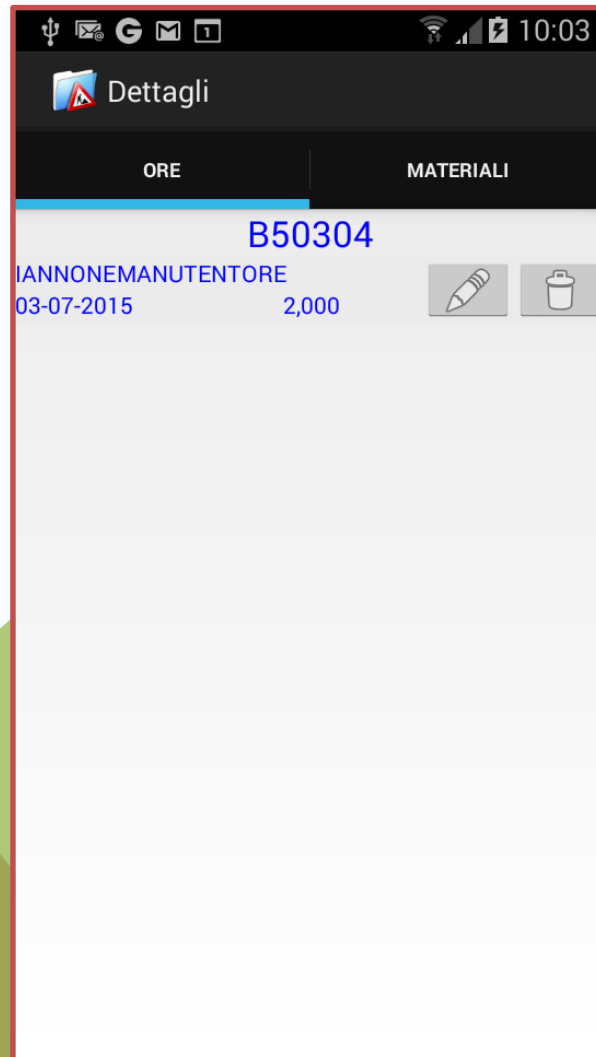 10:03
Dettagli
ORE MATERIALI
B50304
IANNONEMANUTENTORE
03-07-2015 2,000